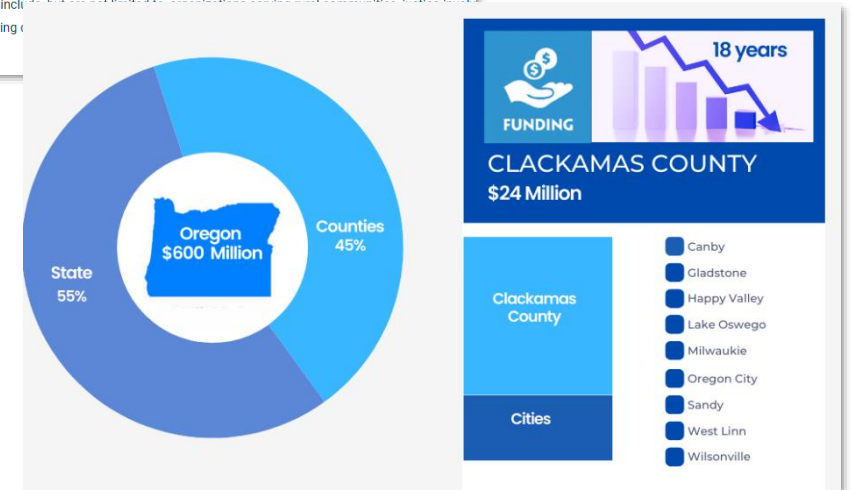 ing
Oregon
$600 Million
Counties
45%
State
55%
18 years
FUNDING
CLACKAMAS COUNTY
$24 Million
Clackamas
County
Cities
Canby
Gladstone
Happy Valley
Lake Oswego
Milwaukie
Oregon City
Sandy
West Linn
Wilsonville